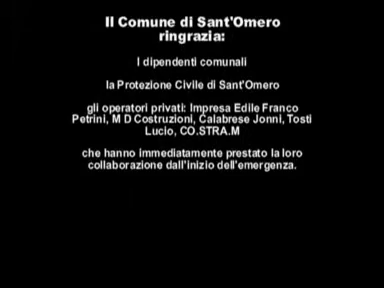 Il Comune di Sant'Omero
ringrazia:
I dipendenti comunali
la Protezione Civile di Sant'Omero
gli operatori privati: Impresa Edile Franco
Petrini, M D Costruzioni, Calabrese Jonni, Tosti
Lucio, CO.STRA.M
che hanno immediatamente prestato la loro
collaborazione dall'inizio dell'emergenza.